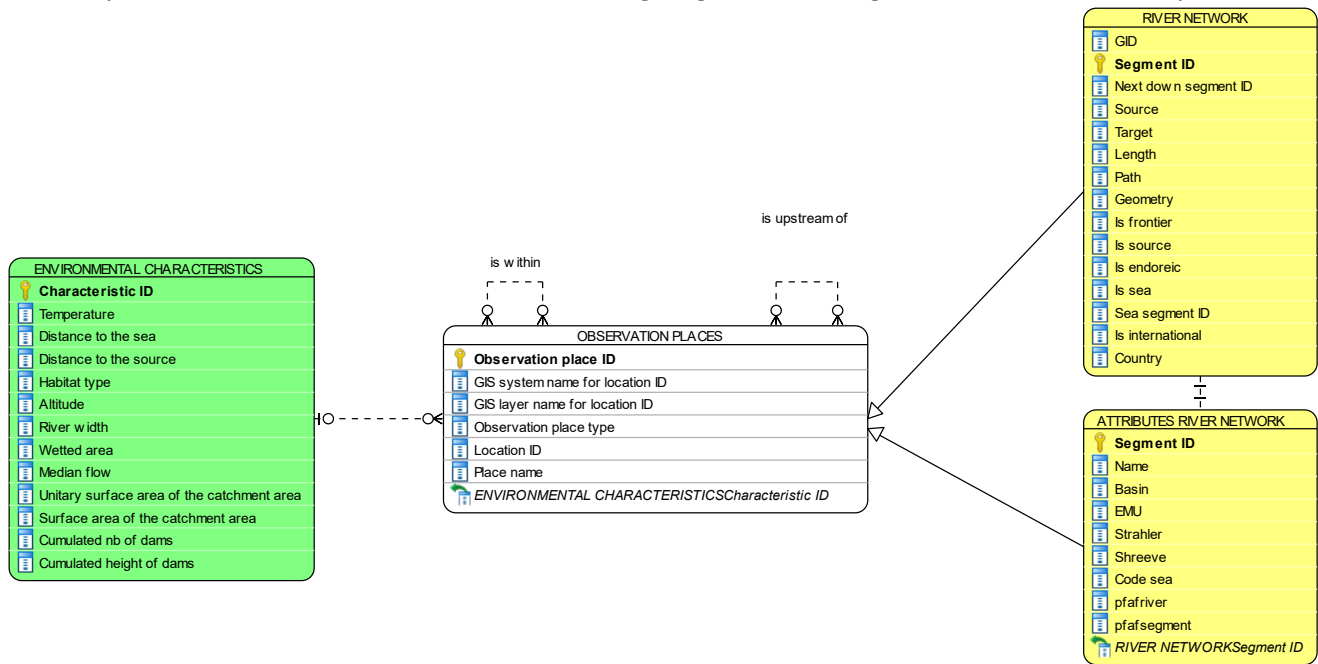 RIVER NETWORK
GID
Segment ID
Next down segment ID
Source
Target
Length
Path
Geometry
Is frontier
Is source
Is endoreic
Is sea
Sea segment ID
Is international
Country
is upstream of
is within
ENVIRONMENTAL CHARACTERISTICS
Characteristic ID
Temperature
Distance to the sea
Distance to the source
Habitat type
Altitude
River width
Wetted area
Median flow
Unitary surface area of the catchment area
Surface area of the catchment area
Cumulated nb of dams
Cumulated height of dams
OBSERVATION PLACES
Observation place ID
GIS system name for location ID
GIS layer name for location ID
Observation place type
Location ID
Place name
ENVIRONMENTAL CHARACTERISTICSCharacteristic ID
ATTRIBUTES RIVER NETWORK
Segment ID
Name
Basin
EMU
Strahler
Shreeve
Code sea
pfafriver
pfafsegment
RIVER NETWORKSegment ID